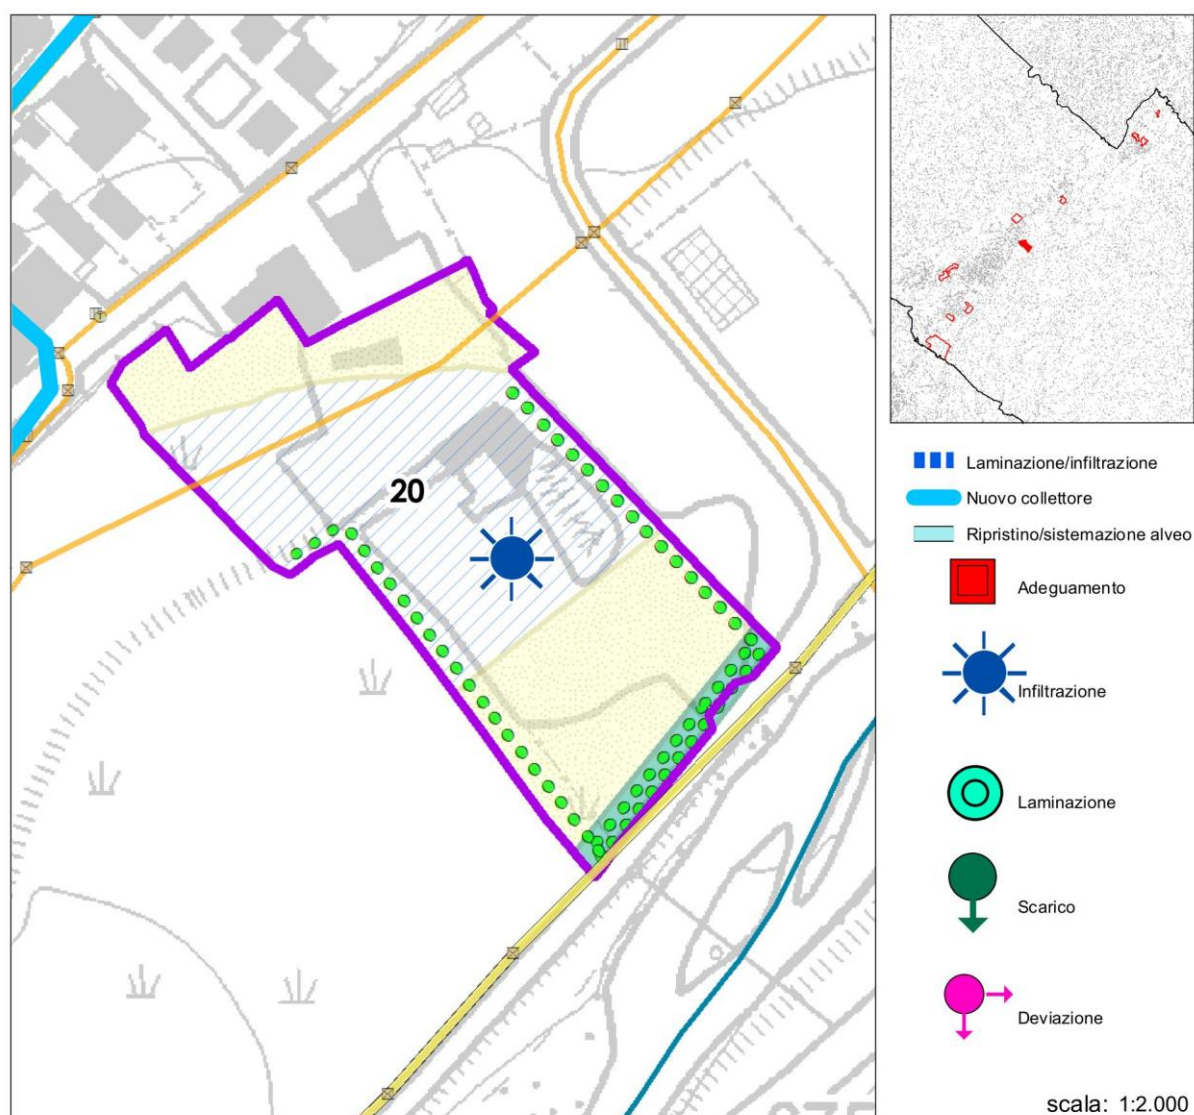 20
Laminazione/infiltrazione
Nuovo collettore
Ripristino/sistemazione alveo
Adeguamento
Infiltrazione
Laminazione
Scarico
Deviazione
scala: 1:2.000